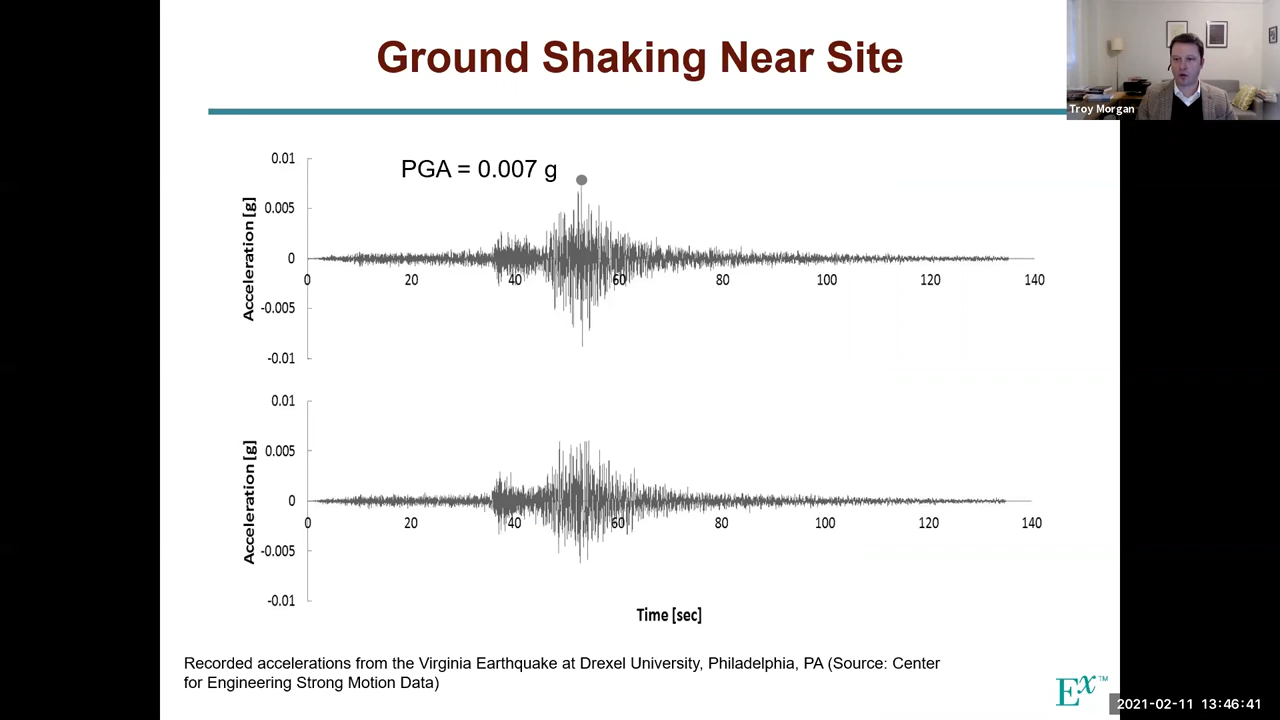 Ground Shaking Near Site
Troy Morgan
PGA = 0.007 g
Acceleration [g]
0.01
0.005
0
-0.005
-0.01
0 20 40 60 80 100 120 140
Acceleration [g]
0.01
0.005
0
-0.005
-0.01
0 20 40 60 80 100 120 140
Time [sec]
Recorded accelerations from the Virginia Earthquake at Drexel University, Philadelphia, PA (Source: Center
for Engineering Strong Motion Data)
Ex™
2021-02-11 13:46:41